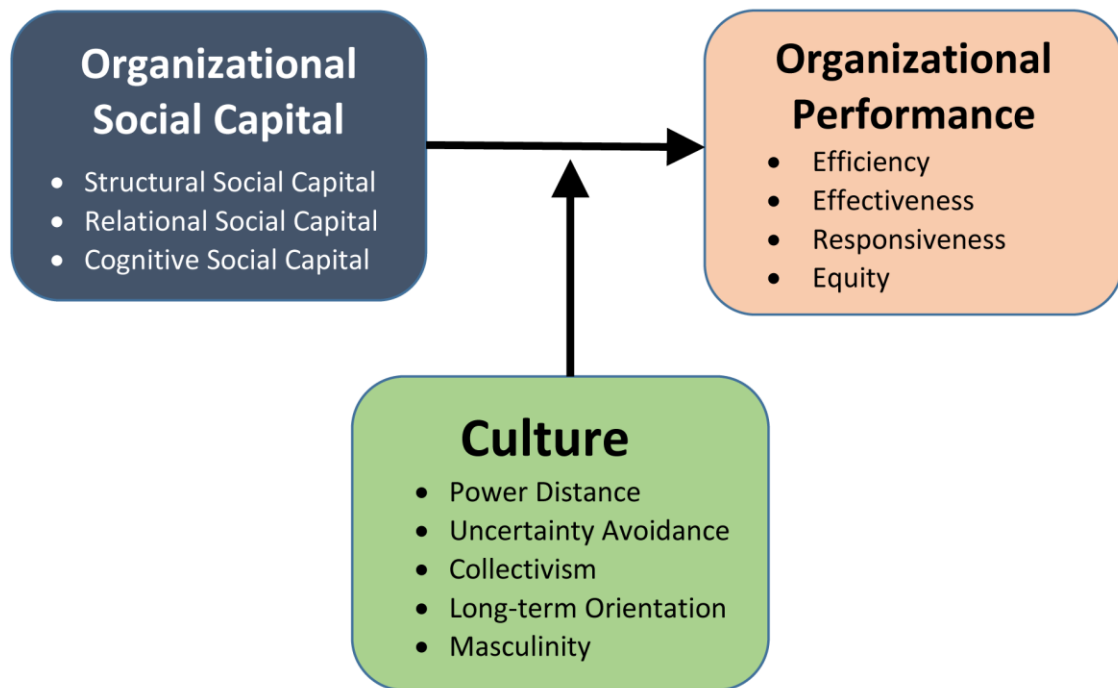 Organizational
Social Capital
• Structural Social Capital
• Relational Social Capital
• Cognitive Social Capital
Organizational
Performance
• Efficiency
• Effectiveness
• Responsiveness
• Equity
Culture
• Power Distance
• Uncertainty Avoidance
• Collectivism
• Long-term Orientation
• Masculinity